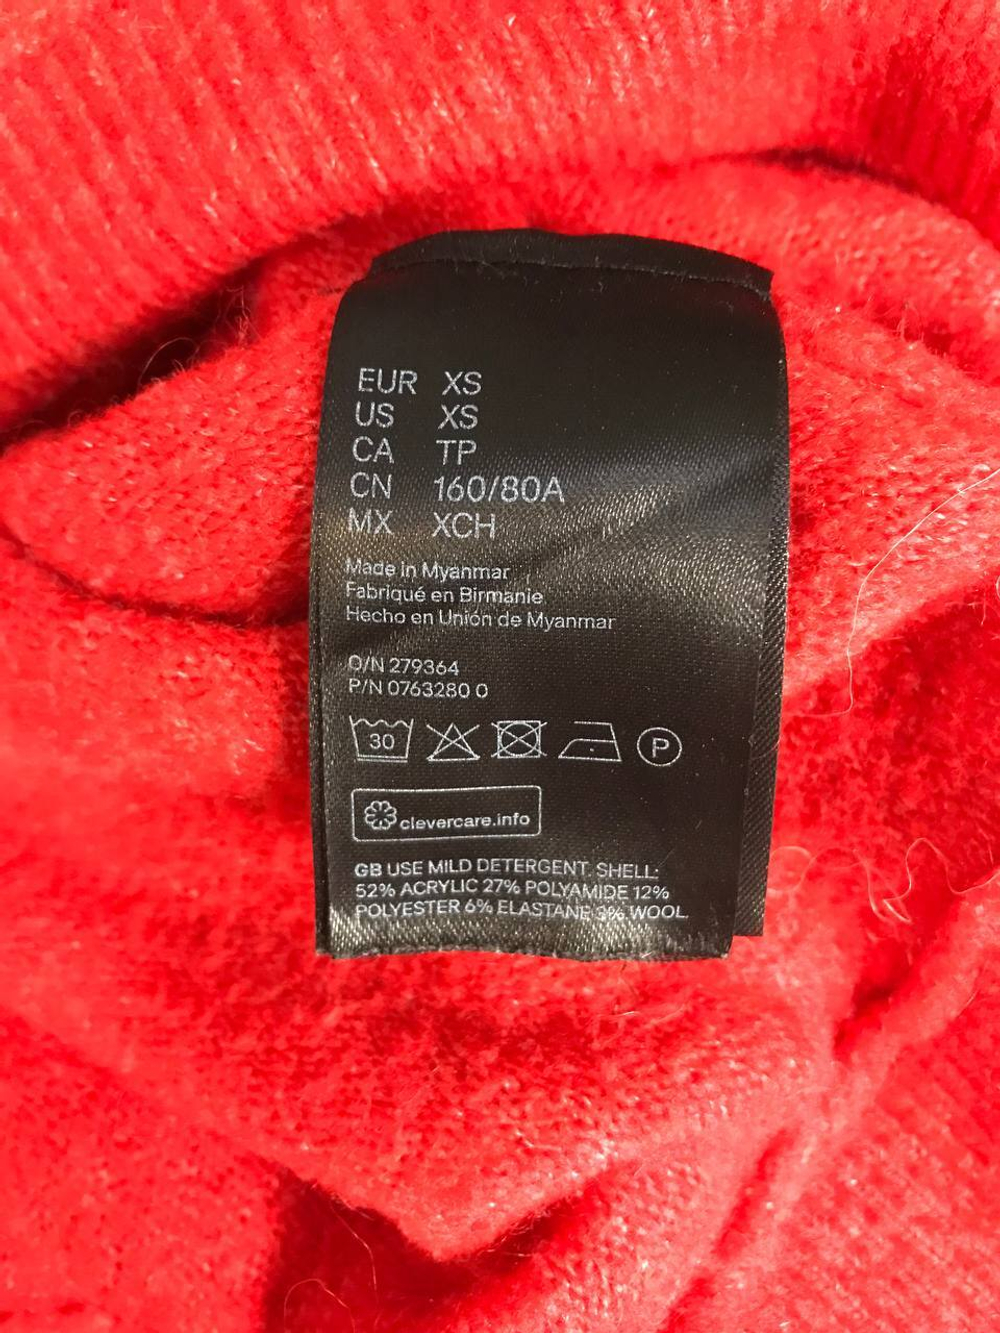 EUR XS
US XS
CA TP
CN 160/80A
MX XCH
Made in Myanmar
Fabriqué en Birmanie
Hecho en Unión de Myanmar
O/N 279364
P/N 0763280 0
30 P
clevercare.info
GB USE MILD DETERGENT. SHELL:
52% ACRYLIC 27% POLYAMIDE 12%
POLYESTER 6% ELASTANE 3% WOOL